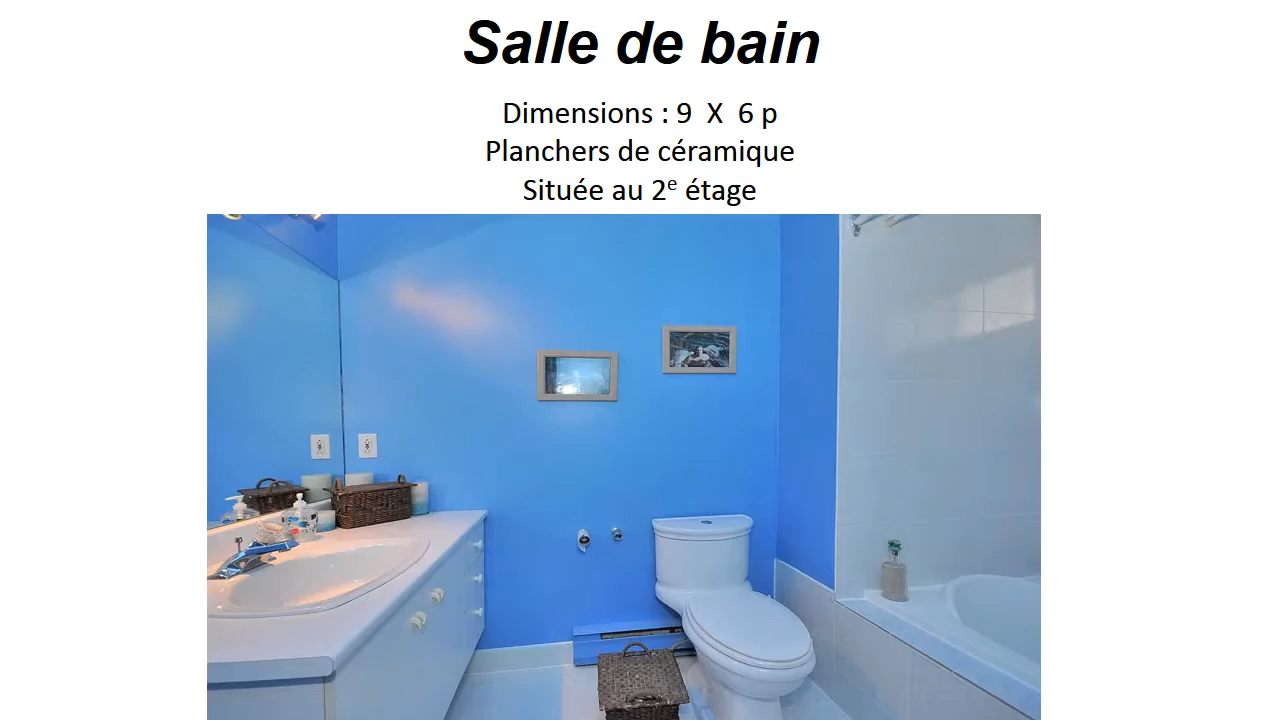 Salle de bain
Dimensions : 9 X 6 p
Planchers de céramique
Située au 2e étage